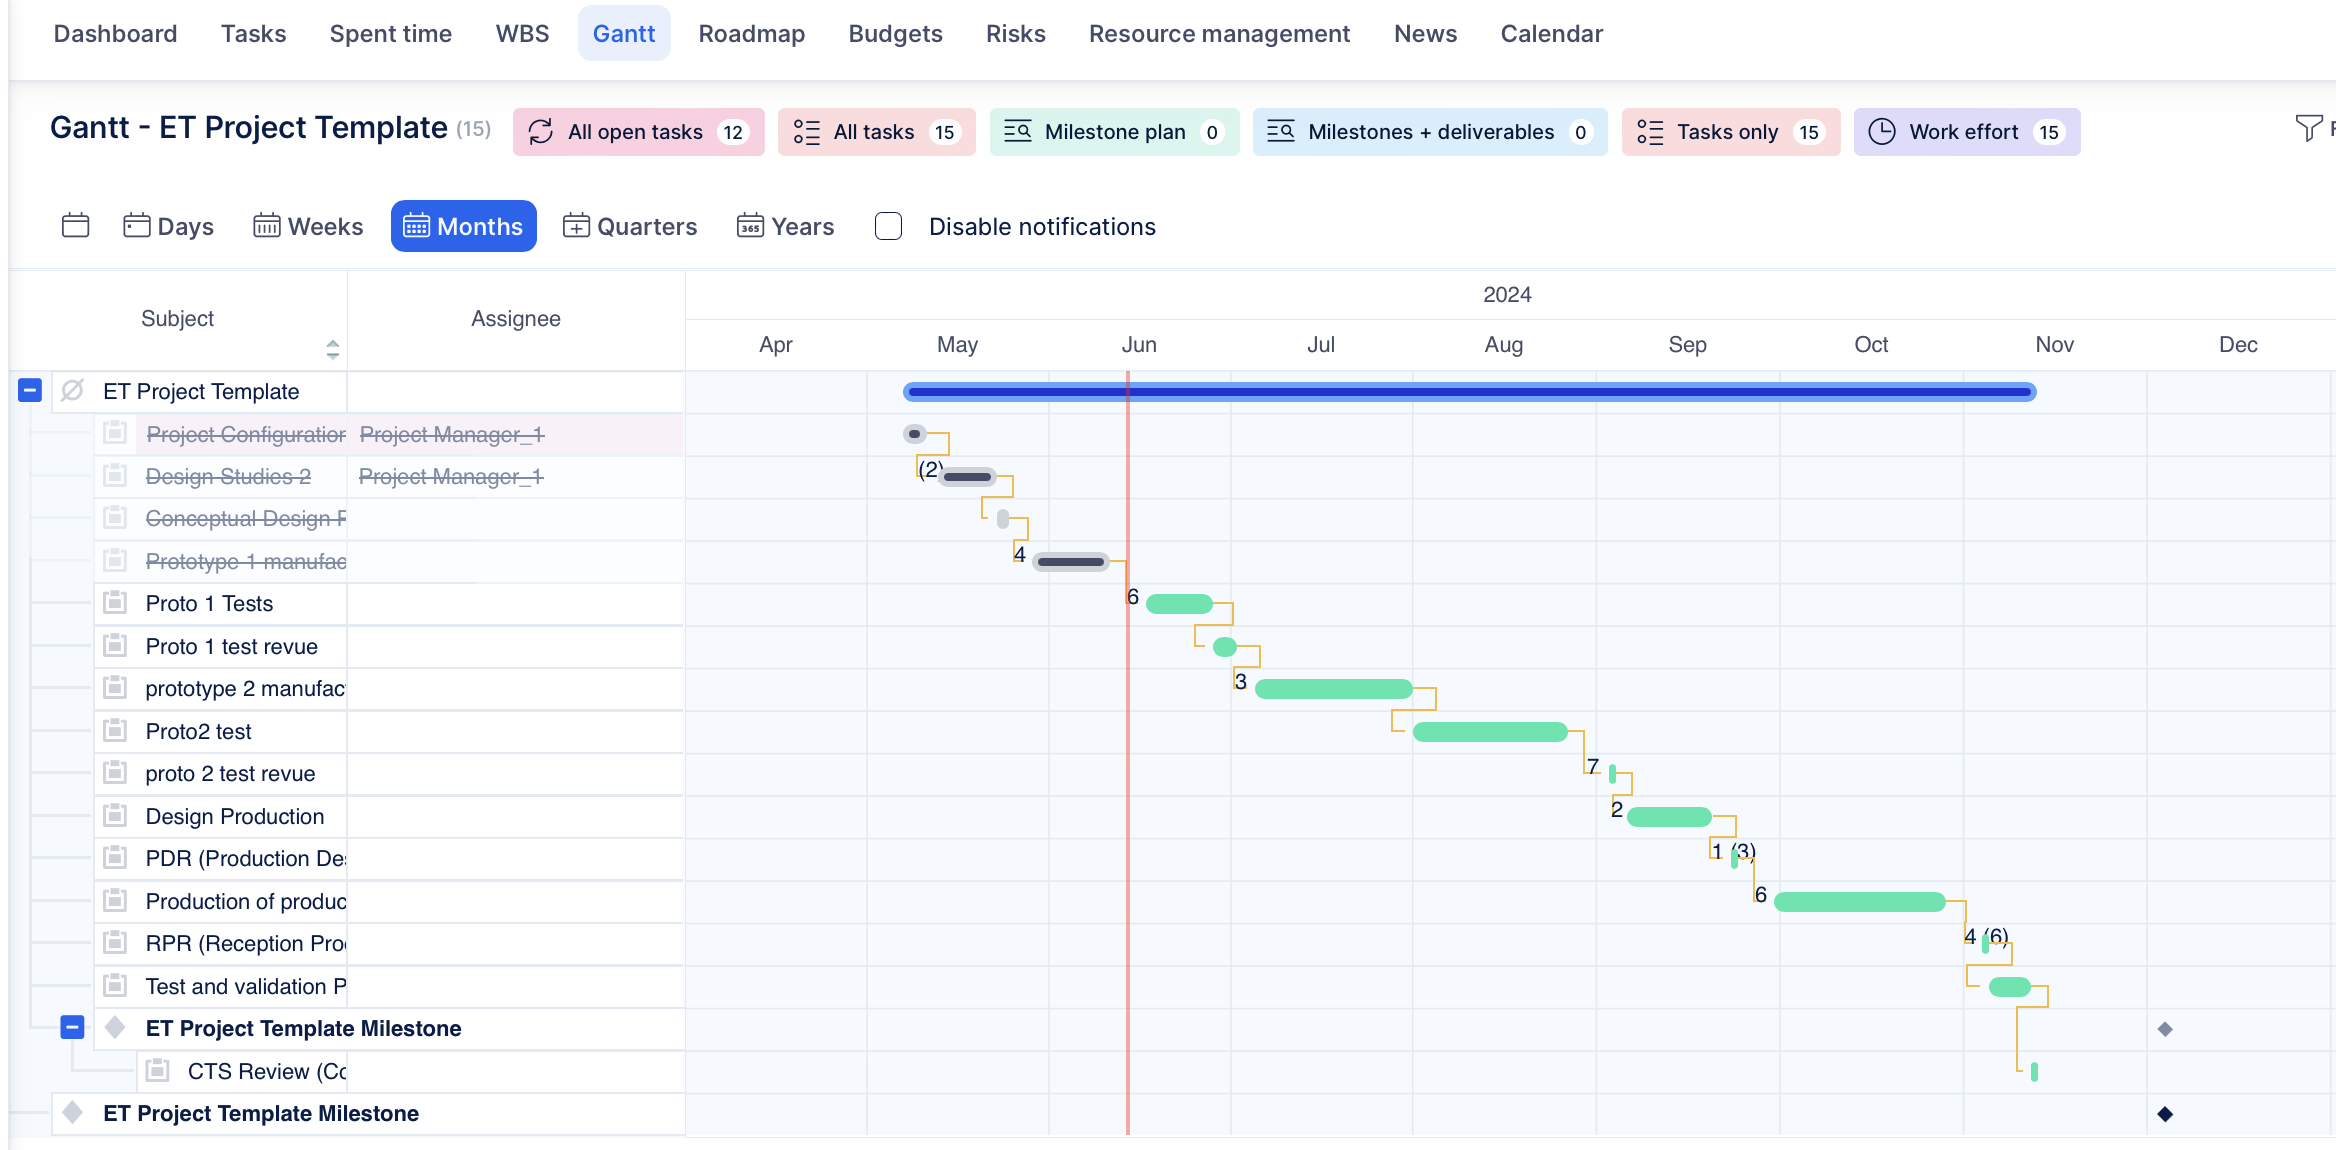 Dashboard Tasks Spent time WBS Gantt Roadmap Budgets Risks Resource management News Calendar
Gantt - ET Project Template (15) All open tasks 12 All tasks 15 Milestone plan 0 Milestones + deliverables 0 Tasks only 15 Work effort 15
Days Weeks Months Quarters 365 Years Disable notifications
2024
Subject Assignee
Apr May Jun Jul Aug Sep Oct Nov Dec
ET Project Template
Project Configuration Project Manager_1
Design Studies 2 Project Manager_1 (2)
Conceptual Design
Prototype 1 manufac 4
Proto 1 Tests 6
Proto 1 test revue
prototype 2 manufac 3
Proto2 test
proto 2 test revue 7
Design Production 2
PDR (Production Des 1 (3)
Production of produc 6
RPR (Reception Pro 4 (6)
Test and validation P
ET Project Template Milestone
CTS Review (Co
ET Project Template Milestone